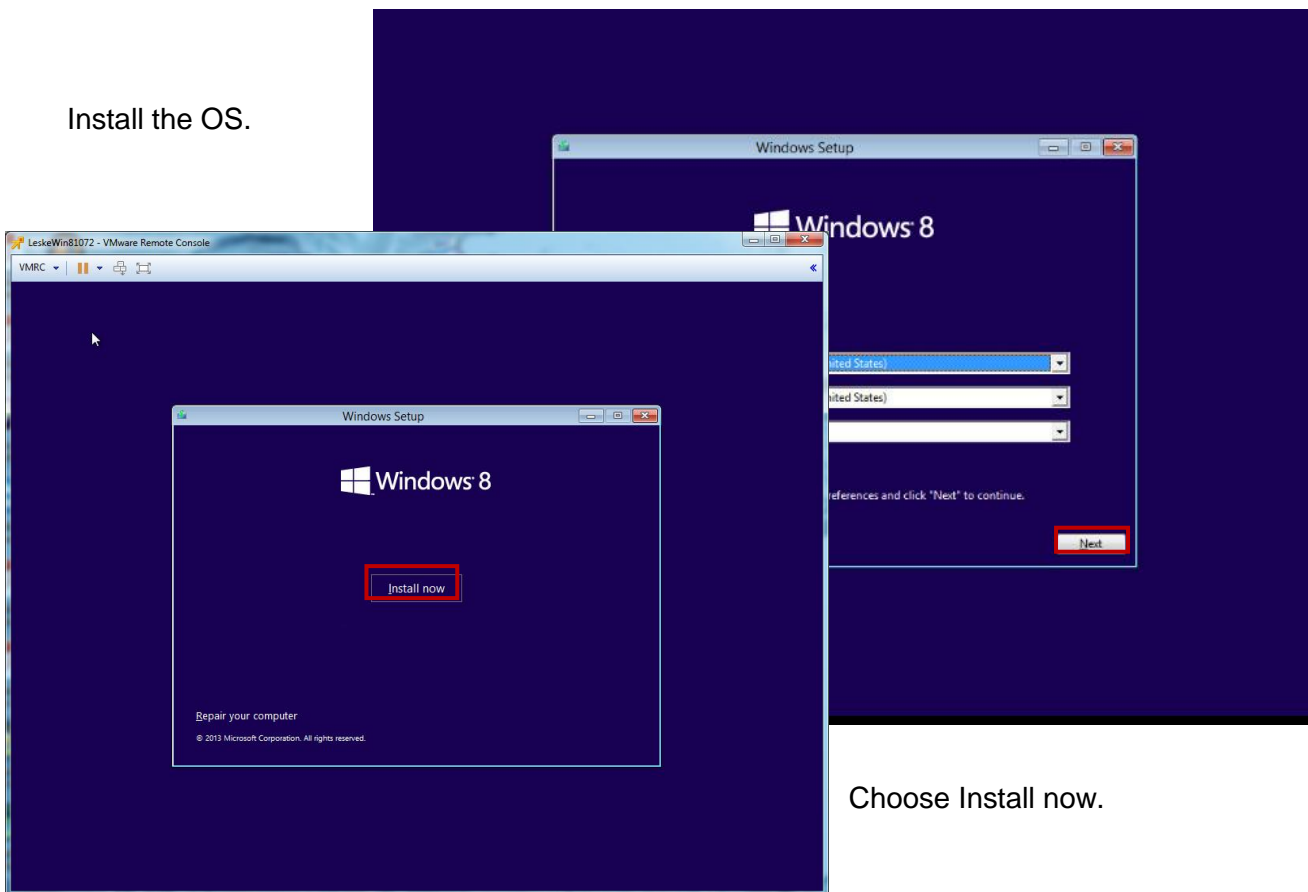 Install the OS.
Windows Setup
Windows 8
United States)
United States)
references and click "Next" to continue.
Next
LeskeWin81072 - VMware Remote Console
VMRC
Windows Setup
Windows 8
Install now
Repair your computer
© 2013 Microsoft Corporation. All rights reserved.
Choose Install now.